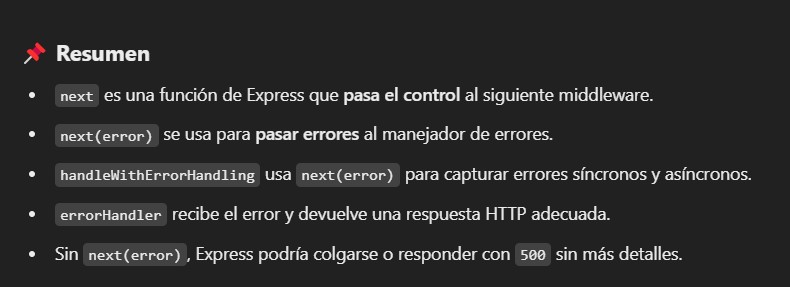 📌 Resumen
• next es una función de Express que pasa el control al siguiente middleware.
• next(error) se usa para pasar errores al manejador de errores.
• handleWithErrorHandling usa next(error) para capturar errores síncronos y asíncronos.
• errorHandler recibe el error y devuelve una respuesta HTTP adecuada.
• Sin next(error), Express podría colgarse o responder con 500 sin más detalles.